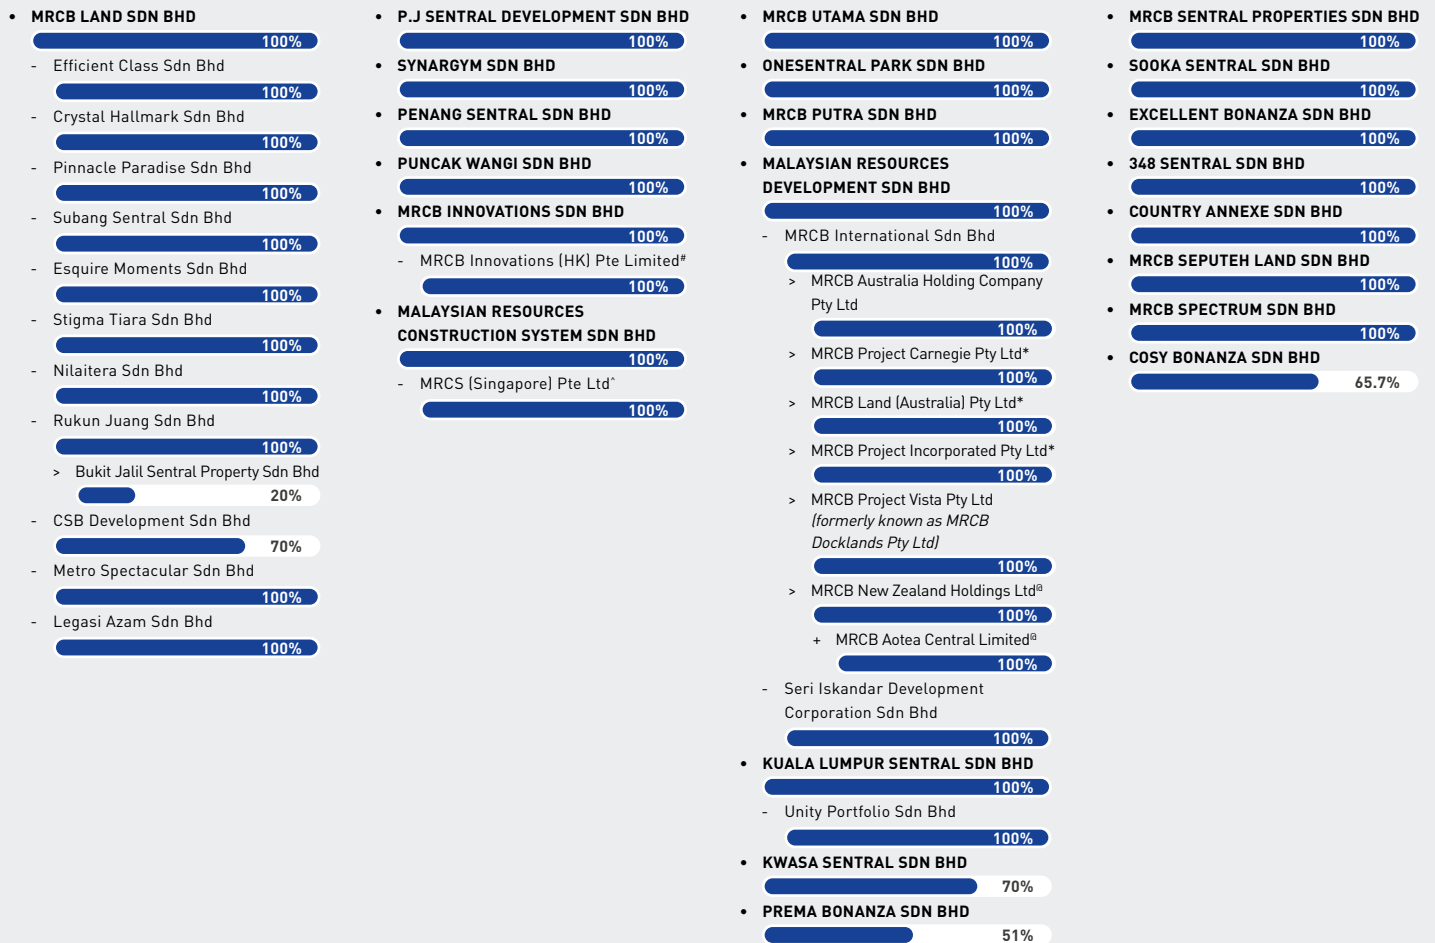 • MRCB LAND SDN BHD
100%
- Efficient Class Sdn Bhd
100%
- Crystal Hallmark Sdn Bhd
100%
- Pinnacle Paradise Sdn Bhd
100%
- Subang Sentral Sdn Bhd
100%
- Esquire Moments Sdn Bhd
100%
- Stigma Tiara Sdn Bhd
100%
- Nilaitera Sdn Bhd
100%
- Rukun Juang Sdn Bhd
100%
> Bukit Jalil Sentral Property Sdn Bhd
20%
- CSB Development Sdn Bhd
70%
- Metro Spectacular Sdn Bhd
100%
- Legasi Azam Sdn Bhd
100%
• P.J SENTRAL DEVELOPMENT SDN BHD
100%
• SYNARGYM SDN BHD
100%
• PENANG SENTRAL SDN BHD
100%
• PUNCAK WANGI SDN BHD
100%
• MRCB INNOVATIONS SDN BHD
100%
- MRCB Innovations (HK) Pte Limited#
100%
• MALAYSIAN RESOURCES
CONSTRUCTION SYSTEM SDN BHD
100%
- MRCS (Singapore) Pte Ltd^
100%
• MRCB UTAMA SDN BHD
100%
• ONESENTRAL PARK SDN BHD
100%
• MRCB PUTRA SDN BHD
100%
• MALAYSIAN RESOURCES
DEVELOPMENT SDN BHD
100%
- MRCB International Sdn Bhd
100%
> MRCB Australia Holding Company
Pty Ltd
100%
> MRCB Project Carnegie Pty Ltd*
100%
> MRCB Land (Australia) Pty Ltd*
100%
> MRCB Project Incorporated Pty Ltd*
100%
> MRCB Project Vista Pty Ltd
(formerly known as MRCB
Docklands Pty Ltd)
100%
> MRCB New Zealand Holdings Ltd@
100%
+ MRCB Aotea Central Limited@
100%
- Seri Iskandar Development
Corporation Sdn Bhd
100%
• KUALA LUMPUR SENTRAL SDN BHD
100%
- Unity Portfolio Sdn Bhd
100%
• KWASA SENTRAL SDN BHD
70%
• PREMA BONANZA SDN BHD
51%
• MRCB SENTRAL PROPERTIES SDN BHD
100%
• SOOKA SENTRAL SDN BHD
100%
• EXCELLENT BONANZA SDN BHD
100%
• 348 SENTRAL SDN BHD
100%
• COUNTRY ANNEXE SDN BHD
100%
• MRCB SEPUTEH LAND SDN BHD
100%
• MRCB SPECTRUM SDN BHD
100%
• COSY BONANZA SDN BHD
65.7%